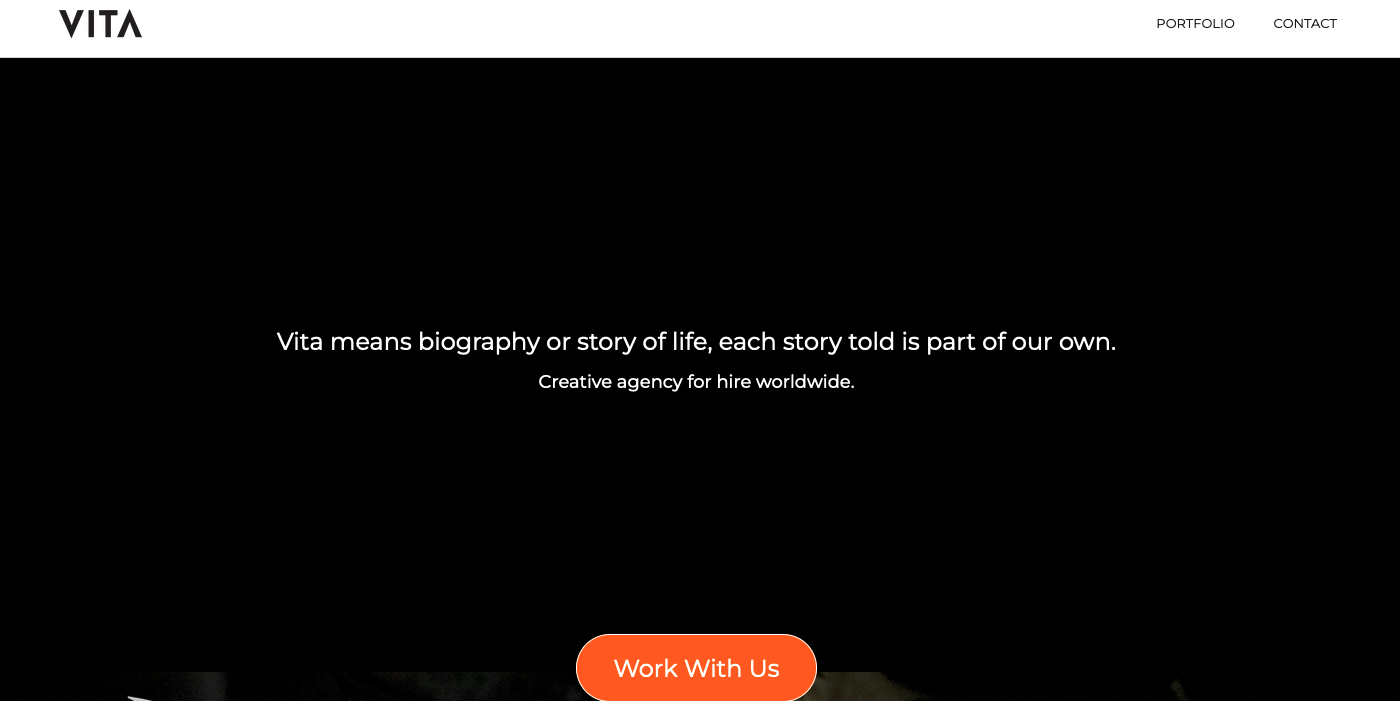 VITA
PORTFOLIO
CONTACT
Vita means biography or story of life, each story told is part of our own.
Creative agency for hire worldwide.
Work With Us